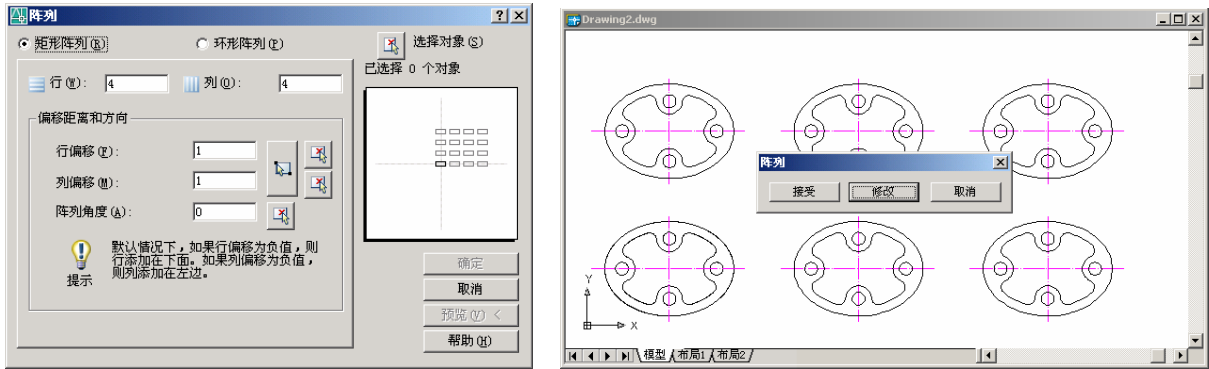 阵列
矩形阵列(R) 环形阵列(P) 选择对象(S)
已选择 0 个对象
行(W): 4 列(O): 4
偏移距离和方向
行偏移(F): 1
列偏移(M): 1
阵列角度(A): 0
默认情况下，如果行偏移为负值，则
行添加在下面。如果列偏移为负值，
则列添加在左边。
提示
确定
取消
预览(V) <
帮助(H)
Drawing2.dwg
阵列
接受 修改 取消
Y
X
模型 布局1 布局2